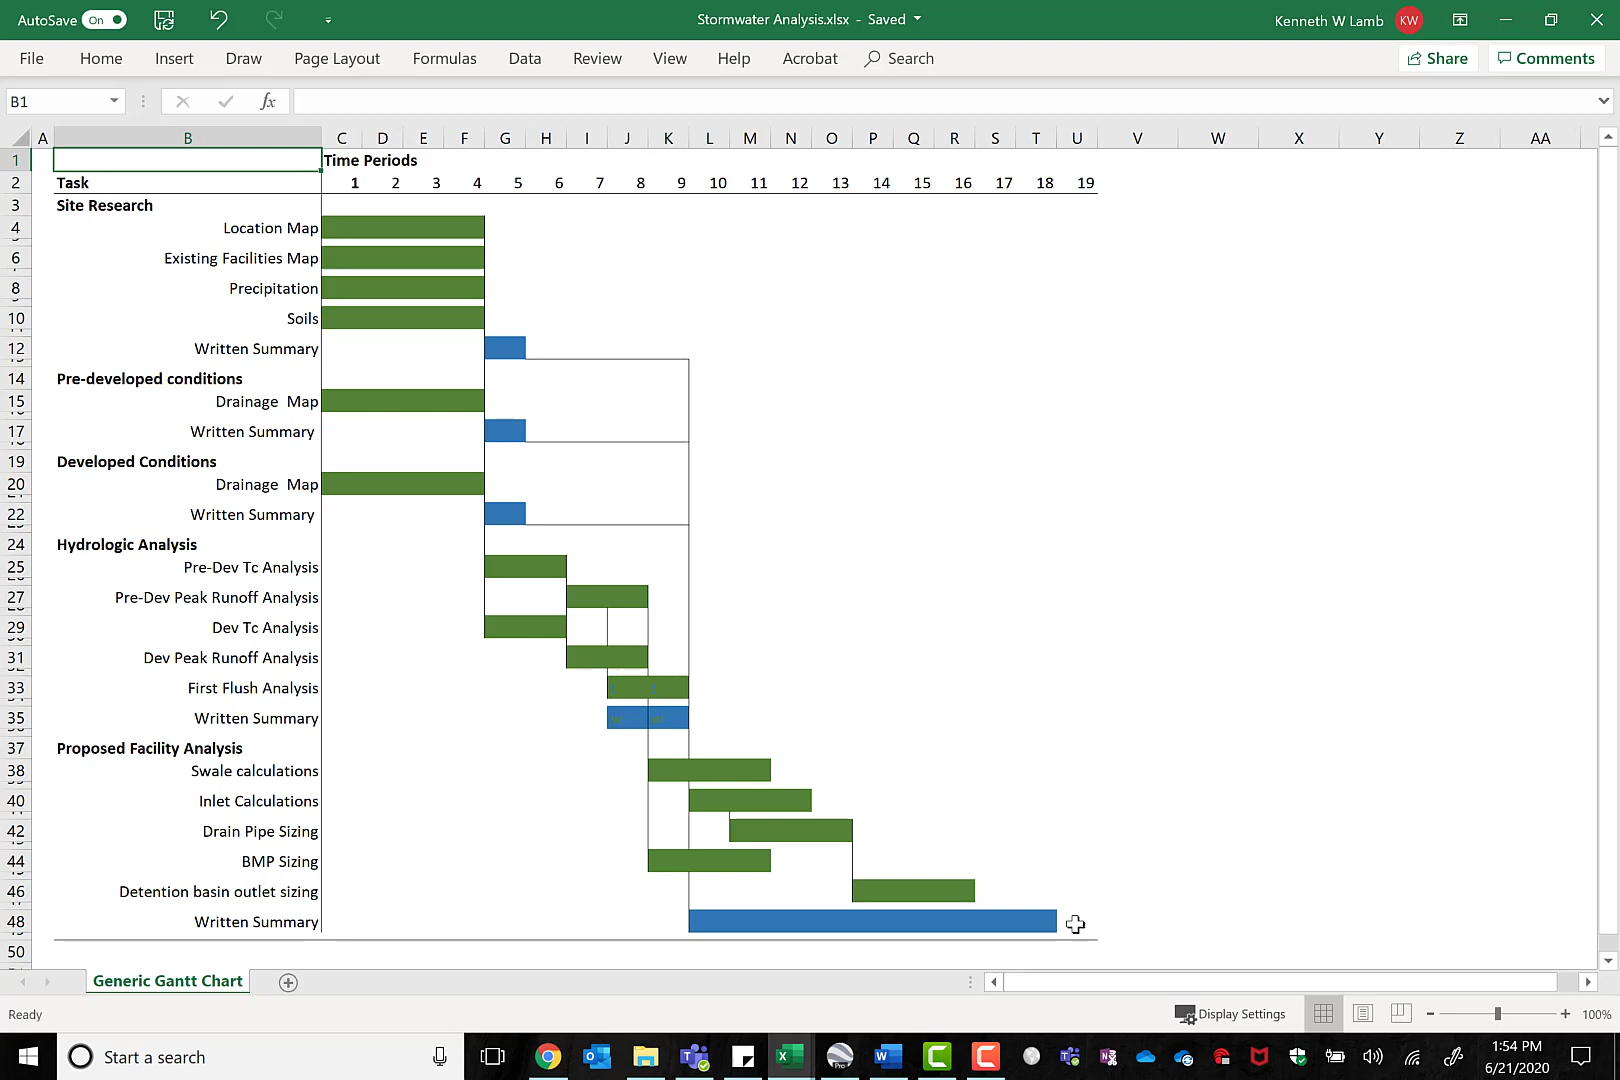 AutoSave On Stormwater Analysis.xlsx - Saved Kenneth W Lamb KW
File Home Insert Draw Page Layout Formulas Data Review View Help Acrobat Search Share Comments
B1 fx
A B C D E F G H I J K L M N O P Q R S T U V W X Y Z AA
1 Time Periods
2 Task 1 2 3 4 5 6 7 8 9 10 11 12 13 14 15 16 17 18 19
3 Site Research
4 Location Map
6 Existing Facilities Map
8 Precipitation
10 Soils
12 Written Summary
14 Pre-developed conditions
15 Drainage Map
17 Written Summary
19 Developed Conditions
20 Drainage Map
22 Written Summary
24 Hydrologic Analysis
25 Pre-Dev Tc Analysis
27 Pre-Dev Peak Runoff Analysis
29 Dev Tc Analysis
31 Dev Peak Runoff Analysis
33 First Flush Analysis
35 Written Summary
37 Proposed Facility Analysis
38 Swale calculations
40 Inlet Calculations
42 Drain Pipe Sizing
44 BMP Sizing
46 Detention basin outlet sizing
48 Written Summary
50
Generic Gantt Chart
Ready Display Settings 100%
Start a search 1:54 PM
6/21/2020